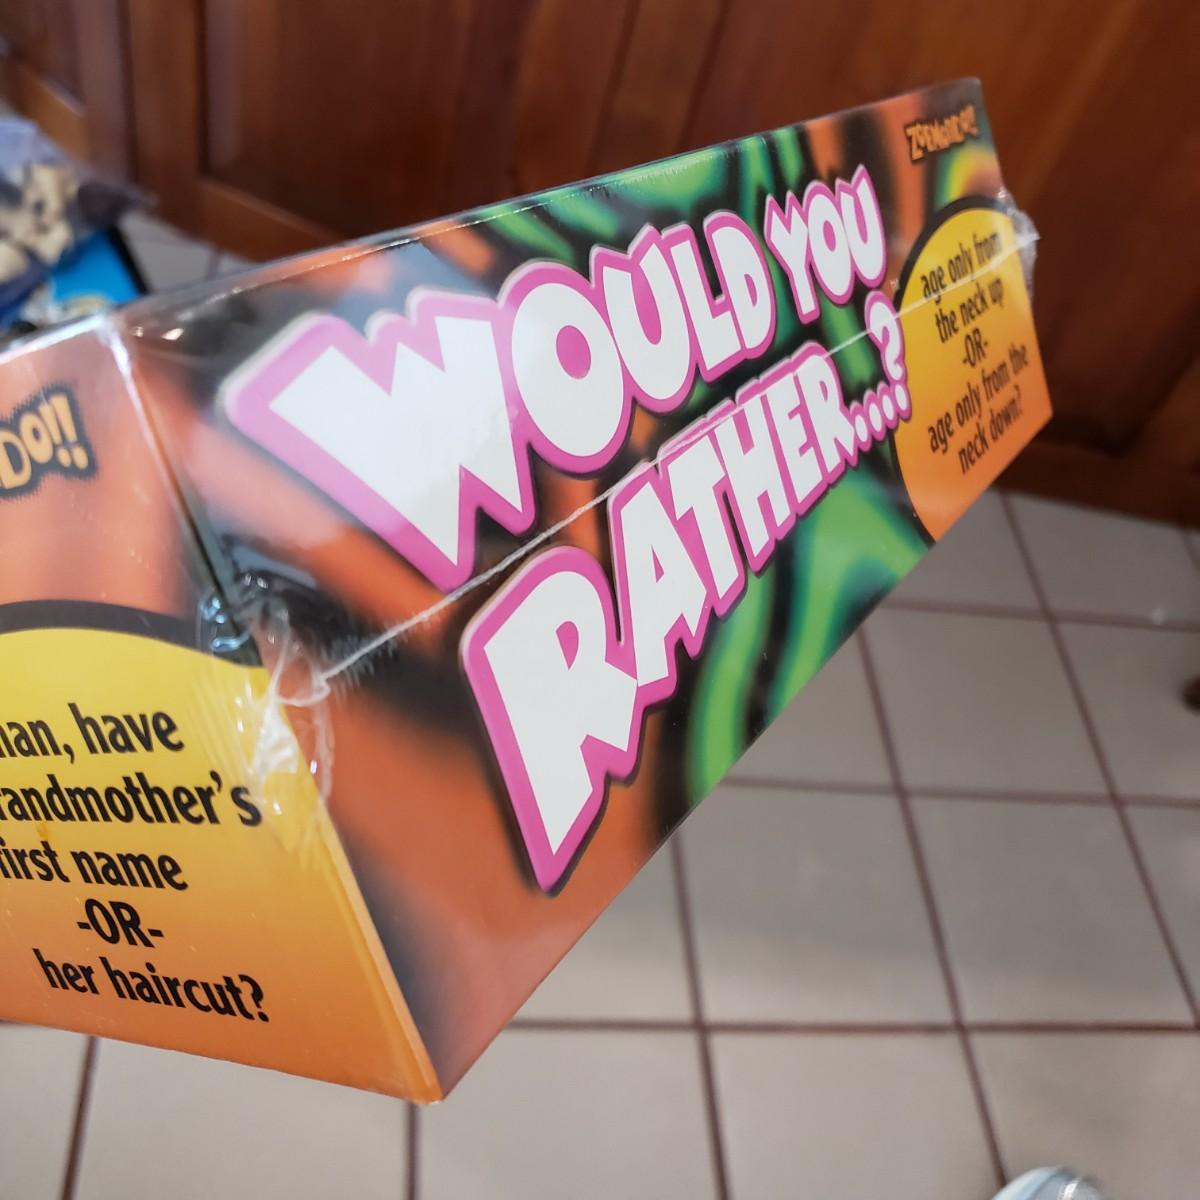 DO!!
have
randmother's
first name
-OR-
her haircut?
WOULD YOU
RATHER....?
ZOBMONDO!!
age only from
the neck up
-OR-
age only from the
neck down?